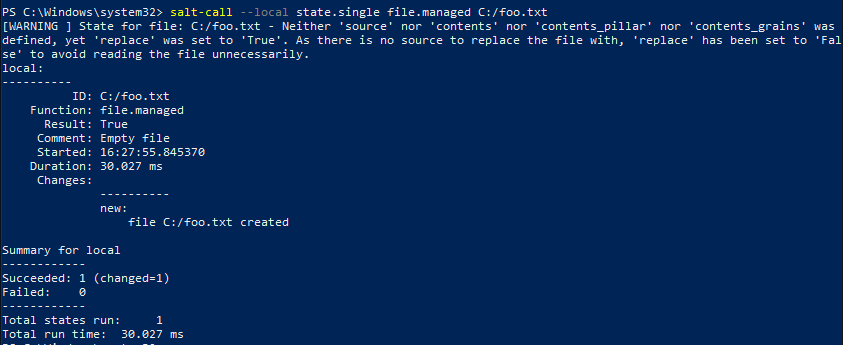 PS C:\Windows\system32> salt-call --local state.single file.managed C:/foo.txt
[WARNING ] State for file: C:/foo.txt - Neither 'source' nor 'contents' nor 'contents_pillar' nor 'contents_grains' was
defined, yet 'replace' was set to 'True'. As there is no source to replace the file with, 'replace' has been set to 'Fal
se' to avoid reading the file unnecessarily.
local:
----------
          ID: C:/foo.txt
    Function: file.managed
      Result: True
     Comment: Empty file
     Started: 16:27:55.845370
    Duration: 30.027 ms
     Changes:
              ----------
              new:
                  file C:/foo.txt created

Summary for local
------------
Succeeded: 1 (changed=1)
Failed:    0
------------
Total states run:     1
Total run time:  30.027 ms